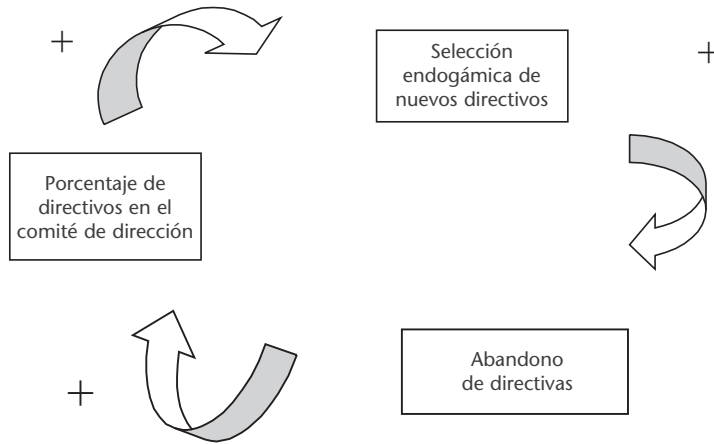 +
Selección
endogámica de
nuevos directivos
+
Porcentaje de
directivos en el
comité de dirección
+
Abandono
de directivas